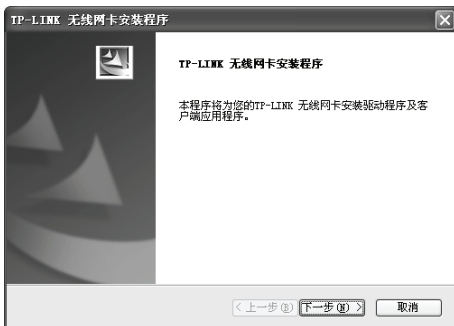 TP-LINK 无线网卡安装程序
TP-LINK 无线网卡安装程序
本程序将为您的TP-LINK 无线网卡安装驱动程序及客
户端应用程序。
< 上一步(B) 下一步(N) > 取消